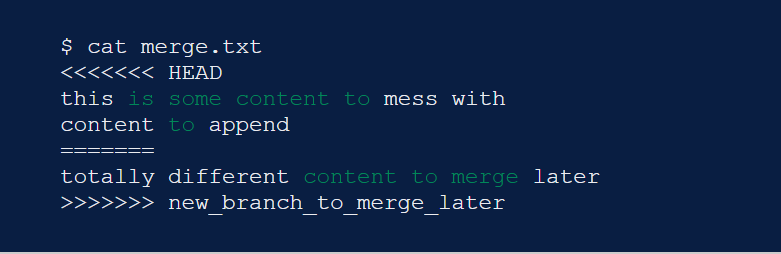 $ cat merge.txt
<<<<<<< HEAD
this is some content to mess with
content to append
=======
totally different content to merge later
>>>>>>> new_branch_to_merge_later